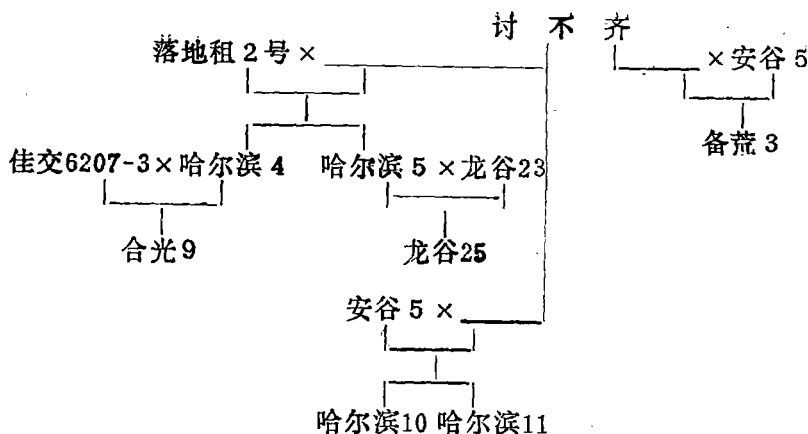 讨不齐
落地租2号× ×安谷5
备荒3
佳交6207-3×哈尔滨4 哈尔滨5×龙谷23
合光9 龙谷25
安谷5×
哈尔滨10 哈尔滨11